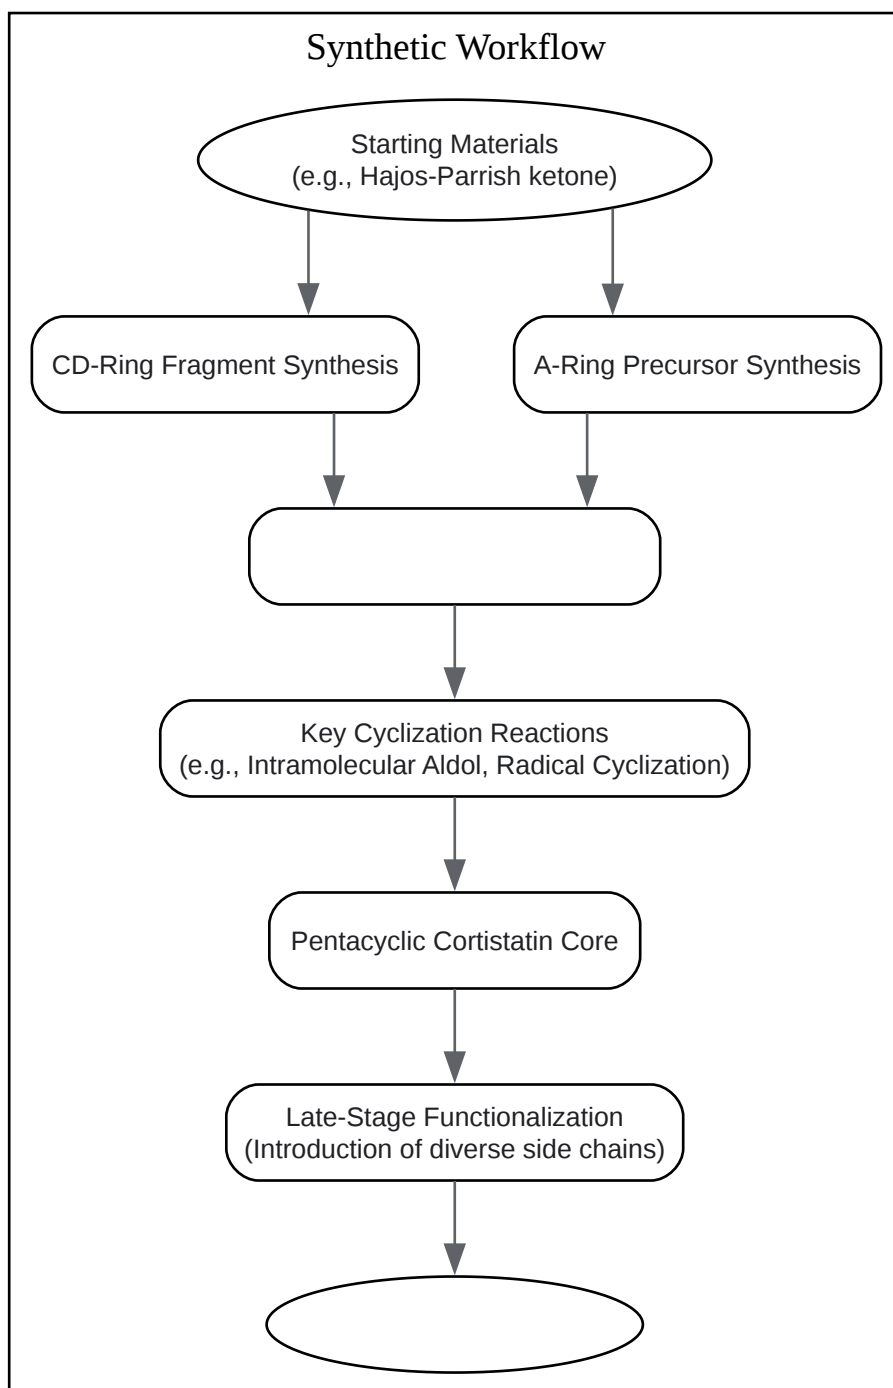 Synthetic Workflow
Starting Materials
(e.g., Hajos-Parrish ketone)
CD-Ring Fragment Synthesis
A-Ring Precursor Synthesis
Key Cyclization Reactions
(e.g., Intramolecular Aldol, Radical Cyclization)
Pentacyclic Cortistatin Core
Late-Stage Functionalization
(Introduction of diverse side chains)